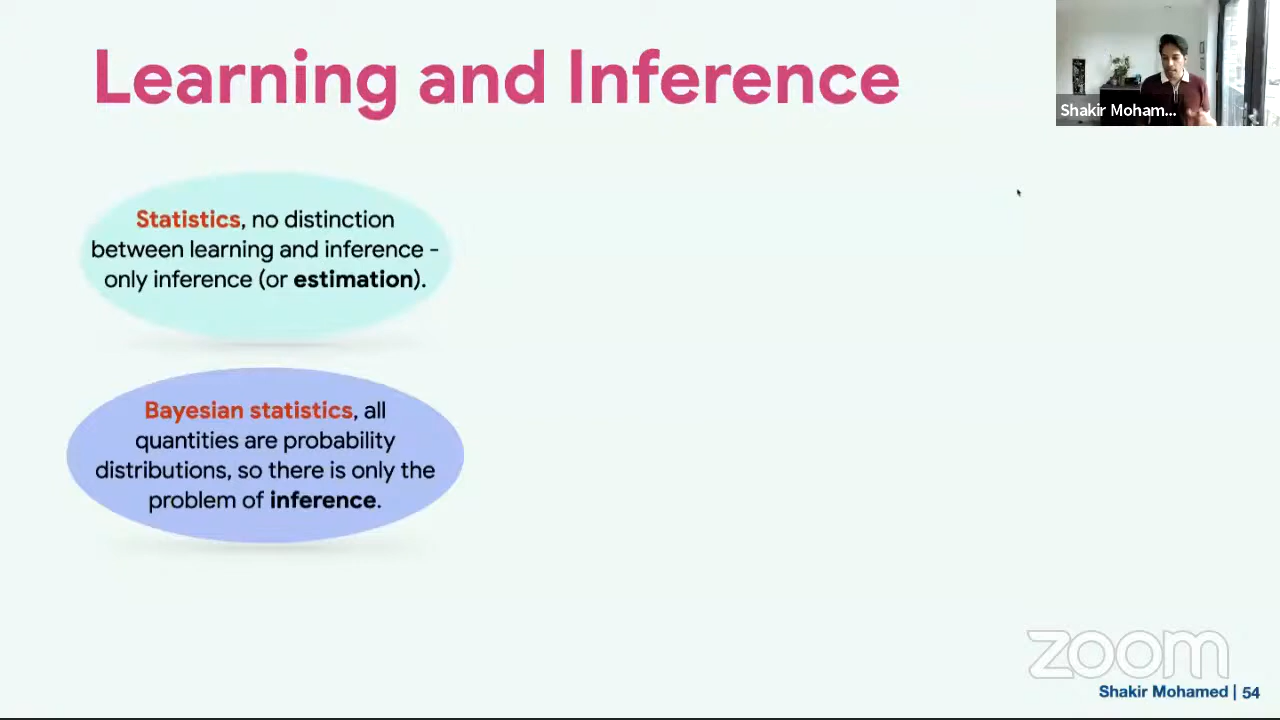 Learning and Inference
Shakir Moham...
Statistics, no distinction
between learning and inference -
only inference (or estimation).
Bayesian statistics, all
quantities are probability
distributions, so there is only the
problem of inference.
zoom
Shakir Mohamed | 54